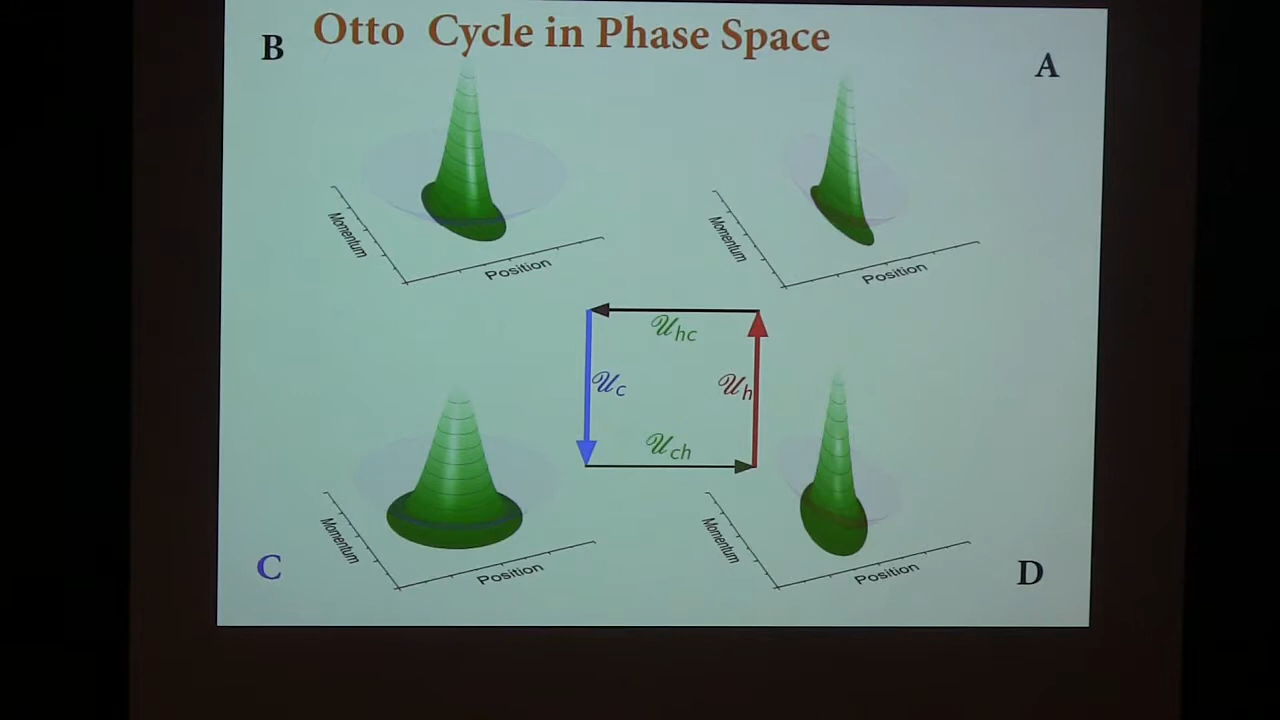 Otto Cycle in Phase Space
B
A
Momentum
Position
Momentum
Position
𝒰hc
𝒰c
𝒰h
𝒰ch
Momentum
Position
Momentum
Position
C
D